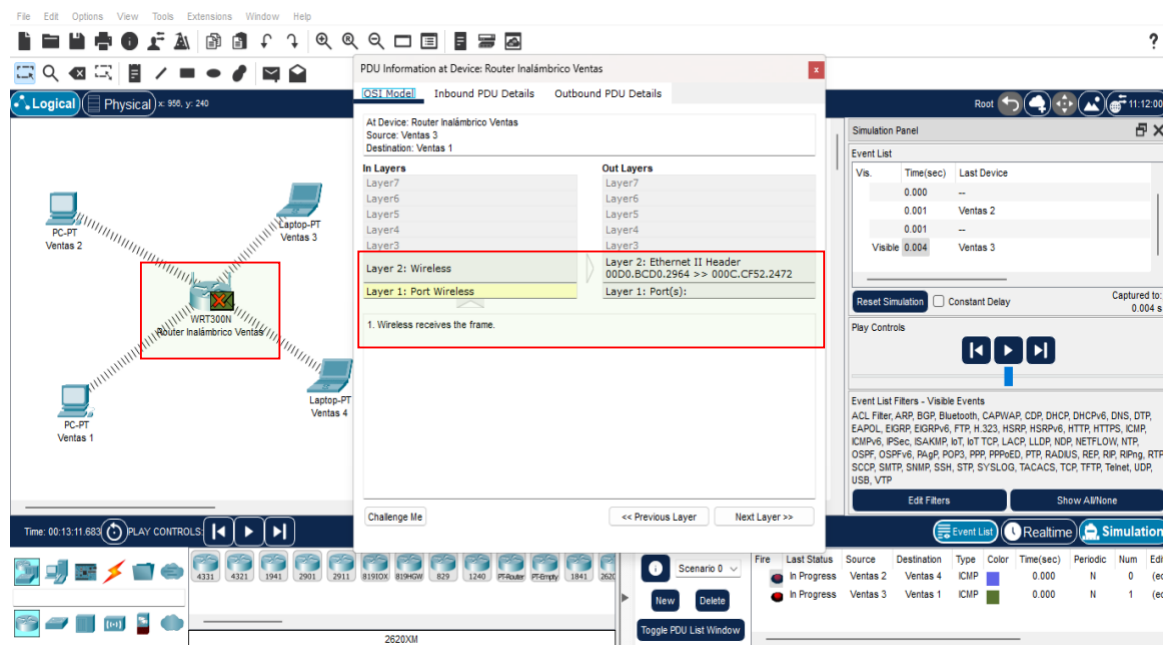 File Edit Options View Tools Extensions Window Help
?
Logical Physical x: 956, y: 240
Root 11:12:00
PDU Information at Device: Router Inalámbrico Ventas x
OSI Model Inbound PDU Details Outbound PDU Details
At Device: Router Inalámbrico Ventas
Source: Ventas 3
Destination: Ventas 1
In Layers Out Layers
Layer7 Layer7
Layer6 Layer6
Layer5 Layer5
Layer4 Layer4
Layer3 Layer3
Layer 2: Wireless
Layer 2: Ethernet II Header
00D0.BCD0.2964 >> 000C.CF52.2472
Layer 1: Port Wireless Layer 1: Port(s):
1. Wireless receives the frame.
Challenge Me << Previous Layer Next Layer >>
PC-PT
Ventas 2
Laptop-PT
Ventas 3
WRT300N
Router Inalámbrico Ventas
Laptop-PT
Ventas 4
PC-PT
Ventas 1
Simulation Panel
Event List
Vis. Time(sec) Last Device
0.000 --
0.001 Ventas 2
0.001 --
Visible 0.004 Ventas 3
Reset Simulation Constant Delay
Captured to:
0.004 s
Play Controls
Event List Filters - Visible Events
ACL Filter, ARP, BGP, Bluetooth, CAPWAP, CDP, DHCP, DHCPv6, DNS, DTP,
EAPOL, EIGRP, EIGRPv6, FTP, H.323, HSRP, HSRPv6, HTTP, HTTPS, ICMP,
ICMPv6, IPSec, ISAKMP, IoT, IoT TCP, LACP, LLDP, NDP, NETFLOW, NTP,
OSPF, OSPFv6, PAgP, POP3, PPP, PPPoED, PTP, RADIUS, REP, RIP, RIPng, RTP
SCCP, SMTP, SNMP, SSH, STP, SYSLOG, TACACS, TCP, TFTP, Telnet, UDP,
USB, VTP
Edit Filters Show All/None
Time: 00:13:11.683 PLAY CONTROLS:
Event List Realtime Simulation
4331 4321 1941 2901 2911 819IOX 819HGW 829 1240 PT-Router PT-Empty 1841 2620
2620XM
Scenario 0
New Delete
Toggle PDU List Window
Fire Last Status Source Destination Type Color Time(sec) Periodic Num Edi
In Progress Ventas 2 Ventas 4 ICMP 0.000 N 0 (ed
In Progress Ventas 3 Ventas 1 ICMP 0.000 N 1 (ed